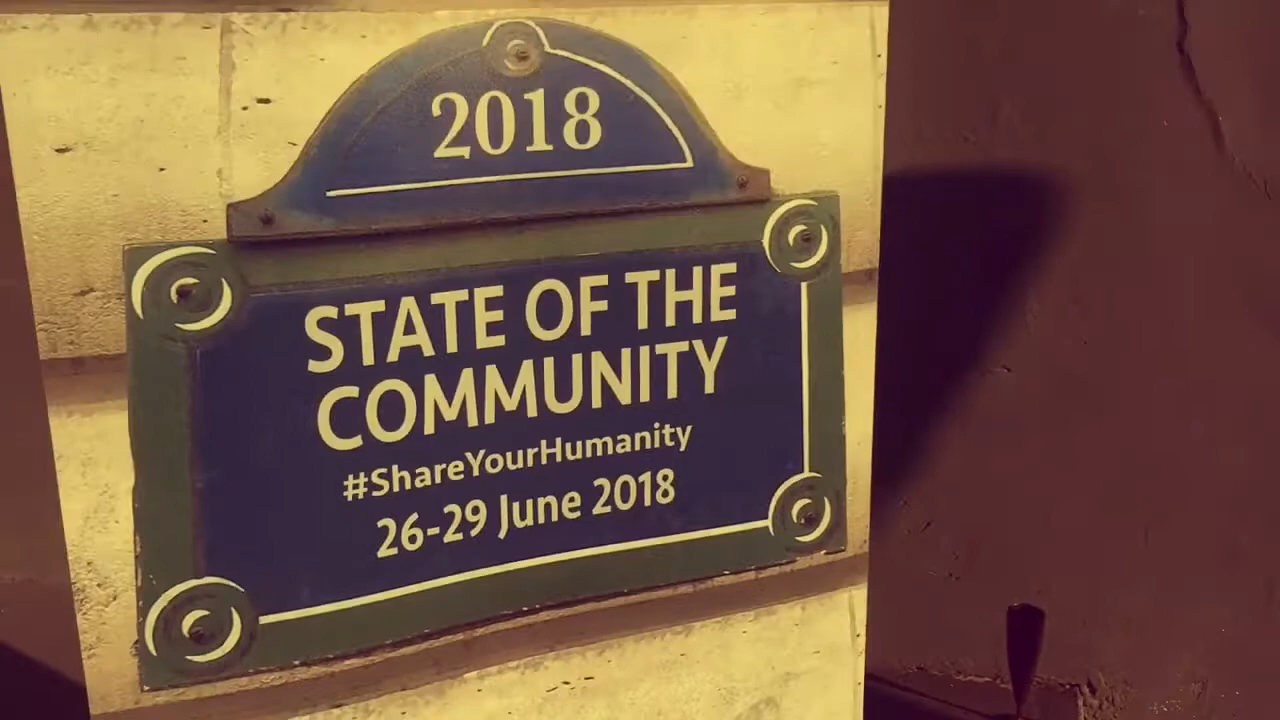 2018
STATE OF THE
COMMUNITY
#ShareYourHumanity
26-29 June 2018